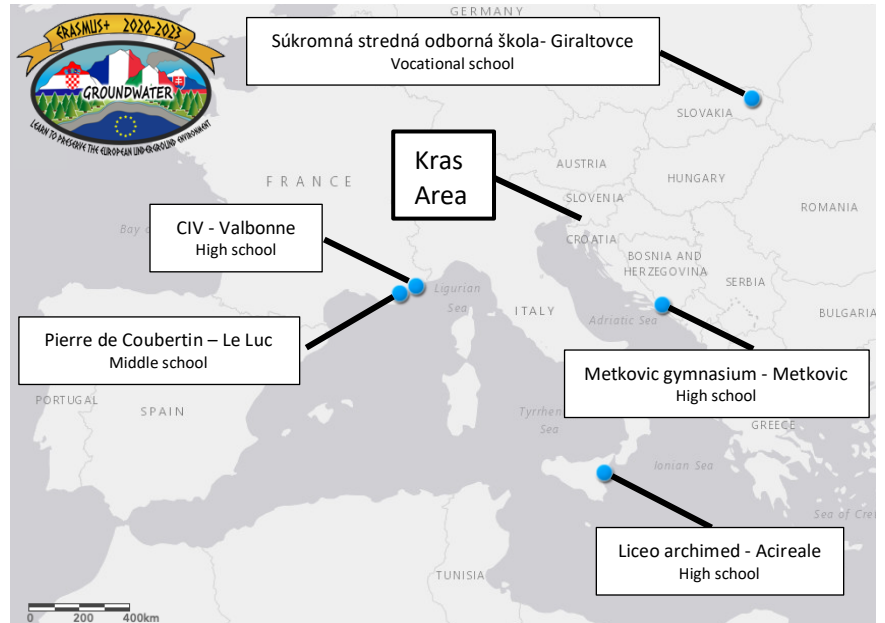 ERASMUS+ 2020-2023
GROUNDWATER
LEARN TO PRESERVE THE EUROPEAN UNDERGROUND ENVIRONMENT
GERMANY
Súkromná stredná odborná škola- Giraltovce
Vocational school
SLOVAKIA
Kras
Area
AUSTRIA
HUNGARY
FRANCE
SLOVENIA
ROMANIA
CIV - Valbonne
High school
Bay of
CROATIA
BOSNIA AND
HERZEGOVINA
SERBIA
Ligurian
Sea
ITALY
Adriatic Sea
BULGARIA
Pierre de Coubertin – Le Luc
Middle school
Metkovic gymnasium - Metkovic
High school
PORTUGAL
SPAIN
Tyrrhen
Sea
GREECE
Ionian Sea
Sea of Cret
Liceo archimed - Acireale
High school
TUNISIA
0 200 400km